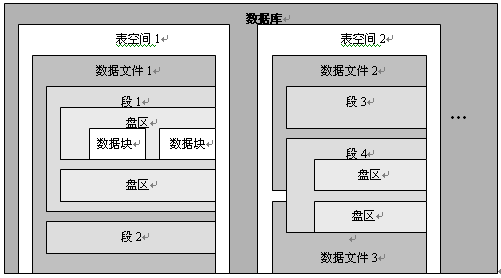 数据库
表空间 1
数据文件 1
段 1
盘区
数据块
数据块
盘区
段 2
表空间 2
数据文件 2
段 3
段 4
盘区
盘区
数据文件 3
…